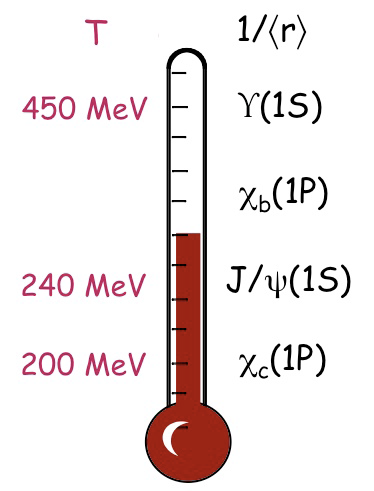 T 1/⟨r⟩
450 MeV ϒ(1S)
χb(1P)
240 MeV J/ψ(1S)
200 MeV χc(1P)